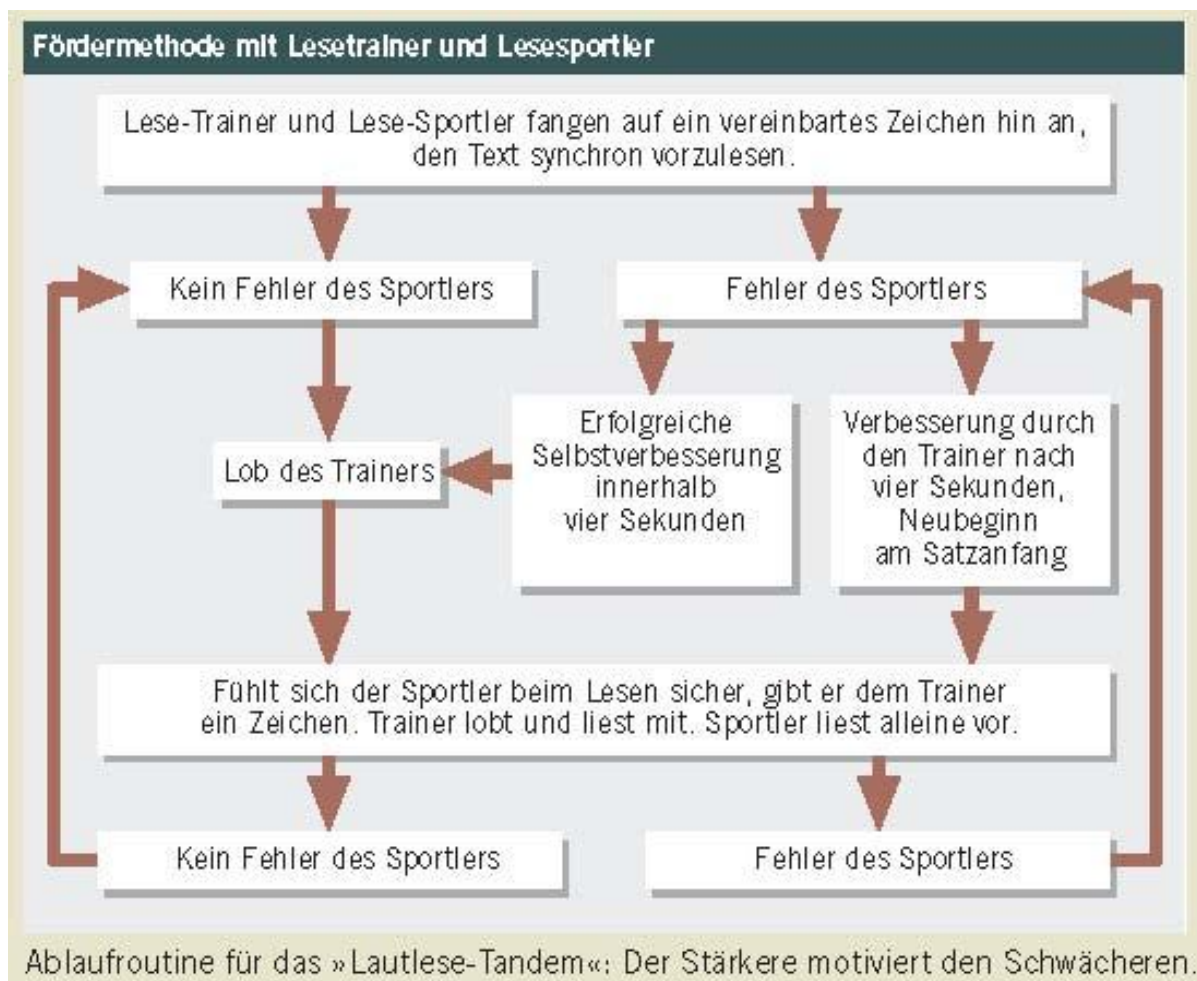 Fördermethode mit Lesetrainer und Lesesportler
Lese-Trainer und Lese-Sportler fangen auf ein vereinbartes Zeichen hin an,
den Text synchron vorzulesen.
Kein Fehler des Sportlers
Fehler des Sportlers
Lob des Trainers
Erfolgreiche
Selbstverbesserung
innerhalb
vier Sekunden
Verbesserung durch
den Trainer nach
vier Sekunden,
Neubeginn
am Satzanfang
Fühlt sich der Sportler beim Lesen sicher, gibt er dem Trainer
ein Zeichen. Trainer lobt und liest mit. Sportler liest alleine vor.
Kein Fehler des Sportlers
Fehler des Sportlers
Ablaufroutine für das »Lautlese-Tandem«: Der Stärkere motiviert den Schwächeren.